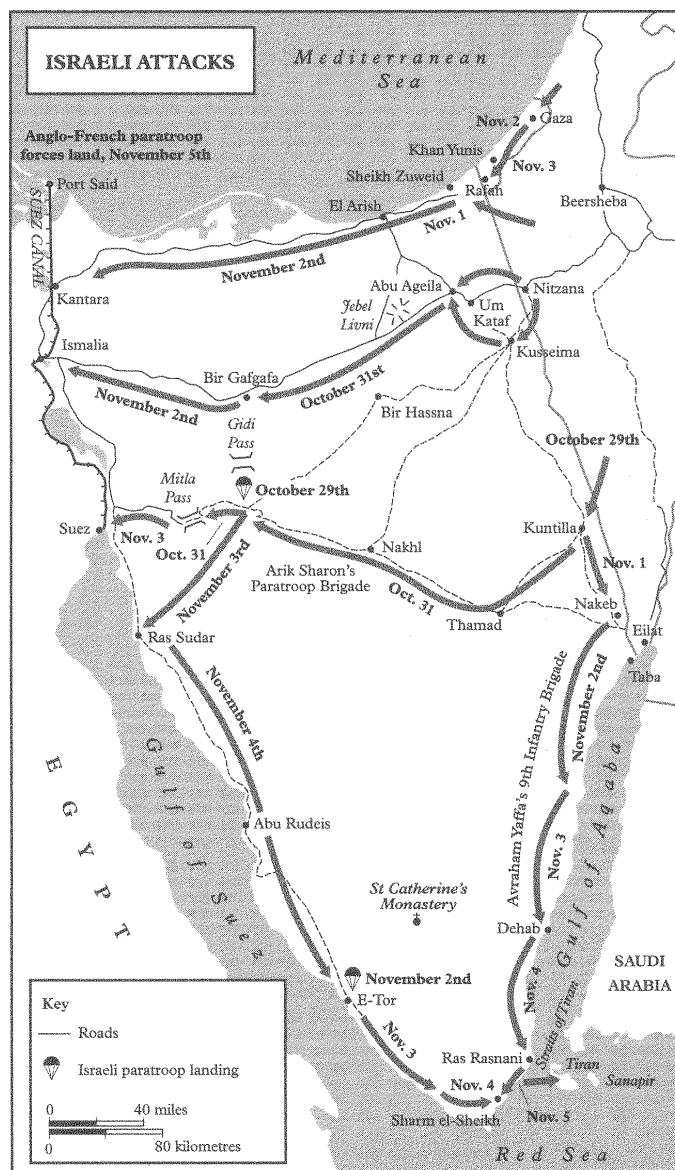 ISRAELI ATTACKS
Mediterranean
Sea
Anglo-French paratroop
forces land, November 5th
Port Said
SUEZ CANAL
Nov. 2
Gaza
Khan Yunis
Nov. 3
Sheikh Zuweid
Rafah
Beersheba
El Arish
Nov. 1
November 2nd
Kantara
Abu Ageila
Nitzana
Jebel
Livni
Um
Kataf
Kusseima
Ismalia
Bir Gafgafa
October 31st
November 2nd
Bir Hassna
Gidi
Pass
October 29th
Mitla
Pass
October 29th
Suez
Nov. 3
Oct. 31
Kuntilla
Nakhl
Nov. 1
Arik Sharon's
Paratroop Brigade
Oct. 31
November 3rd
Thamad
Nakeb
Eilat
Taba
Ras Sudar
November 2nd
Avraham Yaffa's 9th Infantry Brigade
November 4th
Gulf of Suez
Gulf of Aqaba
EGYPT
Abu Rudeis
Nov. 3
St Catherine's
Monastery
Dehab
SAUDI
ARABIA
November 2nd
E-Tor
Nov. 4
Straits of Tiran
Nov. 3
Ras Rasnani
Tiran
Sanapir
Nov. 4
Nov. 5
Sharm el-Sheikh
Red Sea
Key
Roads
Israeli paratroop landing
0 40 miles
0 80 kilometres